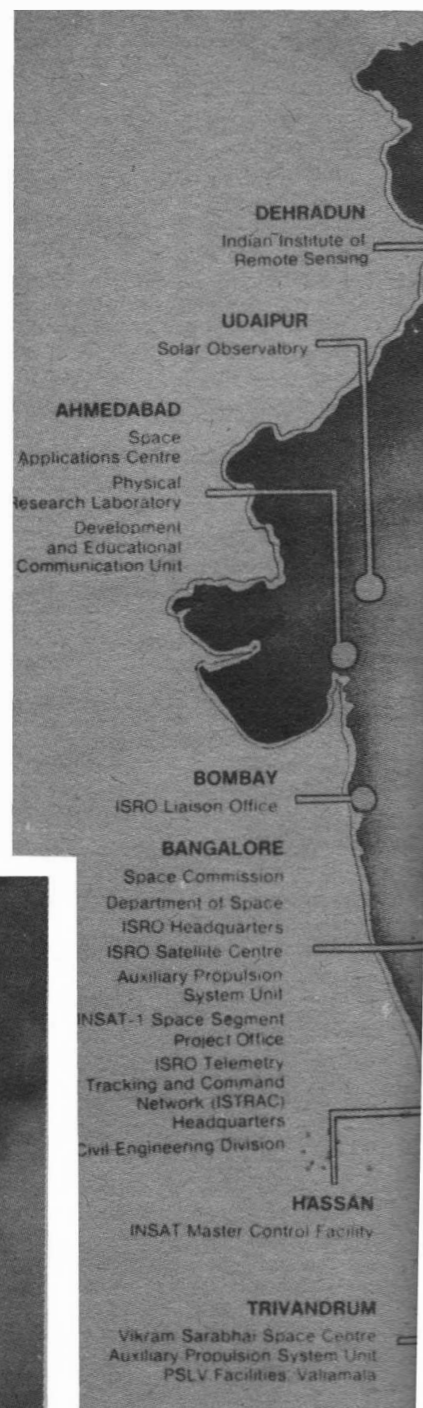 DEHRADUN
Indian Institute of
Remote Sensing
UDAIPUR
Solar Observatory
AHMEDABAD
Space
Applications Centre
Physical
Research Laboratory
Development
and Educational
Communication Unit
BOMBAY
ISRO Liaison Office
BANGALORE
Space Commission
Department of Space
ISRO Headquarters
ISRO Satellite Centre
Auxiliary Propulsion
System Unit
INSAT-1 Space Segment
Project Office
ISRO Telemetry
Tracking and Command
Network (ISTRAC)
Headquarters
Civil Engineering Division
HASSAN
INSAT Master Control Facility
TRIVANDRUM
Vikram Sarabhai Space Centre
Auxiliary Propulsion System Unit
PSLV Facilities, Valiamala